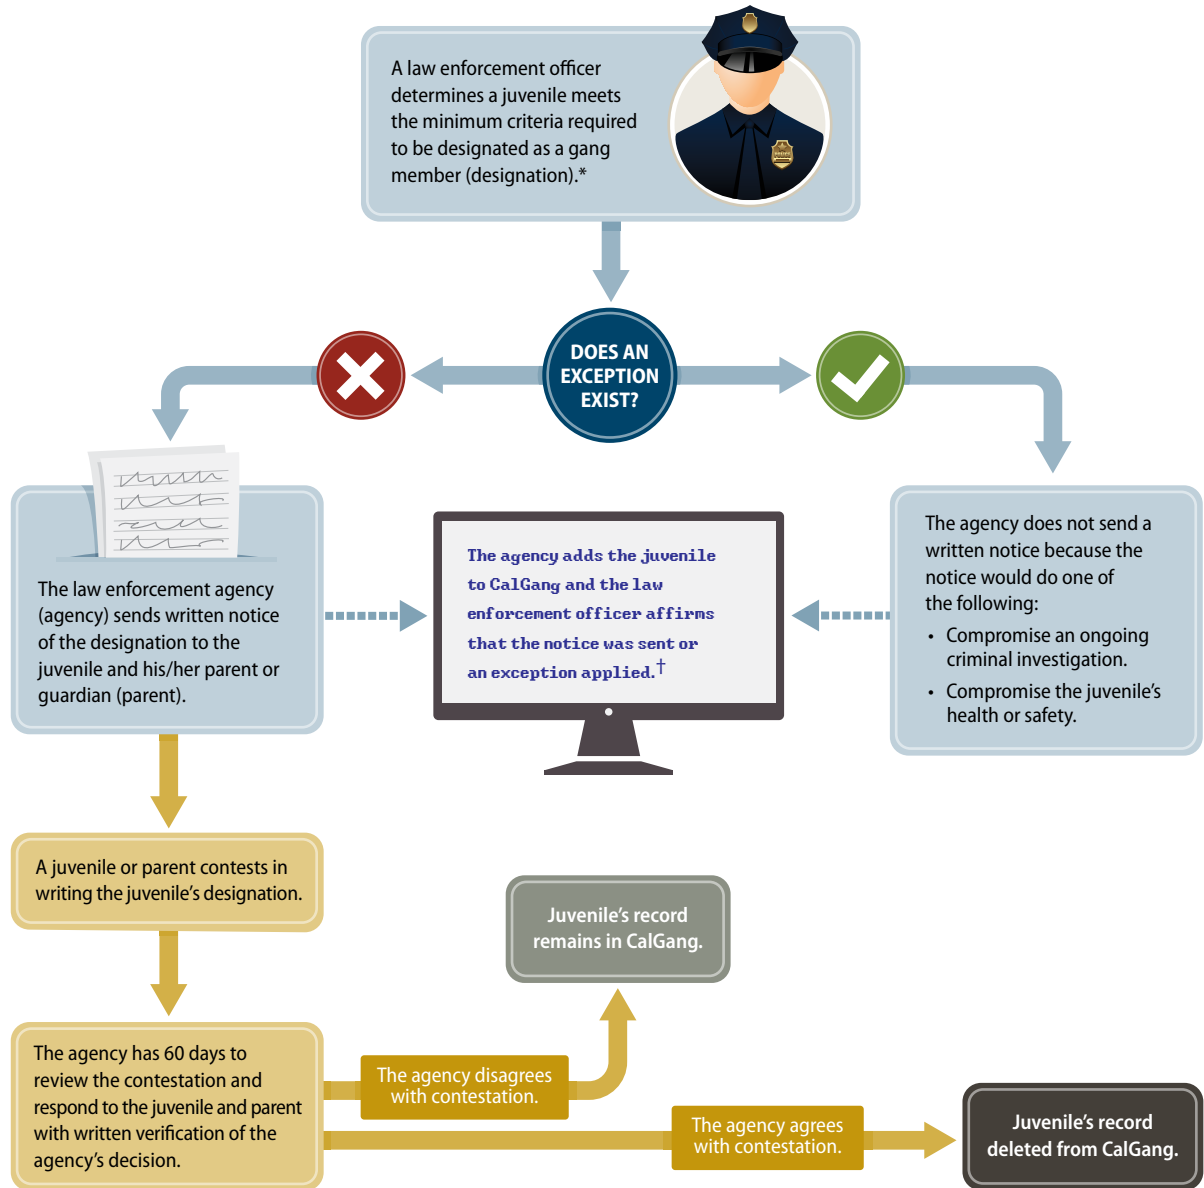 A law enforcement officer
determines a juvenile meets
the minimum criteria required
to be designated as a gang
member (designation).*
DOES AN
EXCEPTION
EXIST?
The law enforcement agency
(agency) sends written notice
of the designation to the
juvenile and his/her parent or
guardian (parent).
The agency adds the juvenile
to CalGang and the law
enforcement officer affirms
that the notice was sent or
an exception applied.†
The agency does not send a
written notice because the
notice would do one of
the following:
• Compromise an ongoing
criminal investigation.
• Compromise the juvenile's
health or safety.
A juvenile or parent contests in
writing the juvenile's designation.
Juvenile's record
remains in CalGang.
The agency has 60 days to
review the contestation and
respond to the juvenile and parent
with written verification of the
agency's decision.
The agency disagrees
with contestation.
The agency agrees
with contestation.
Juvenile's record
deleted from CalGang.